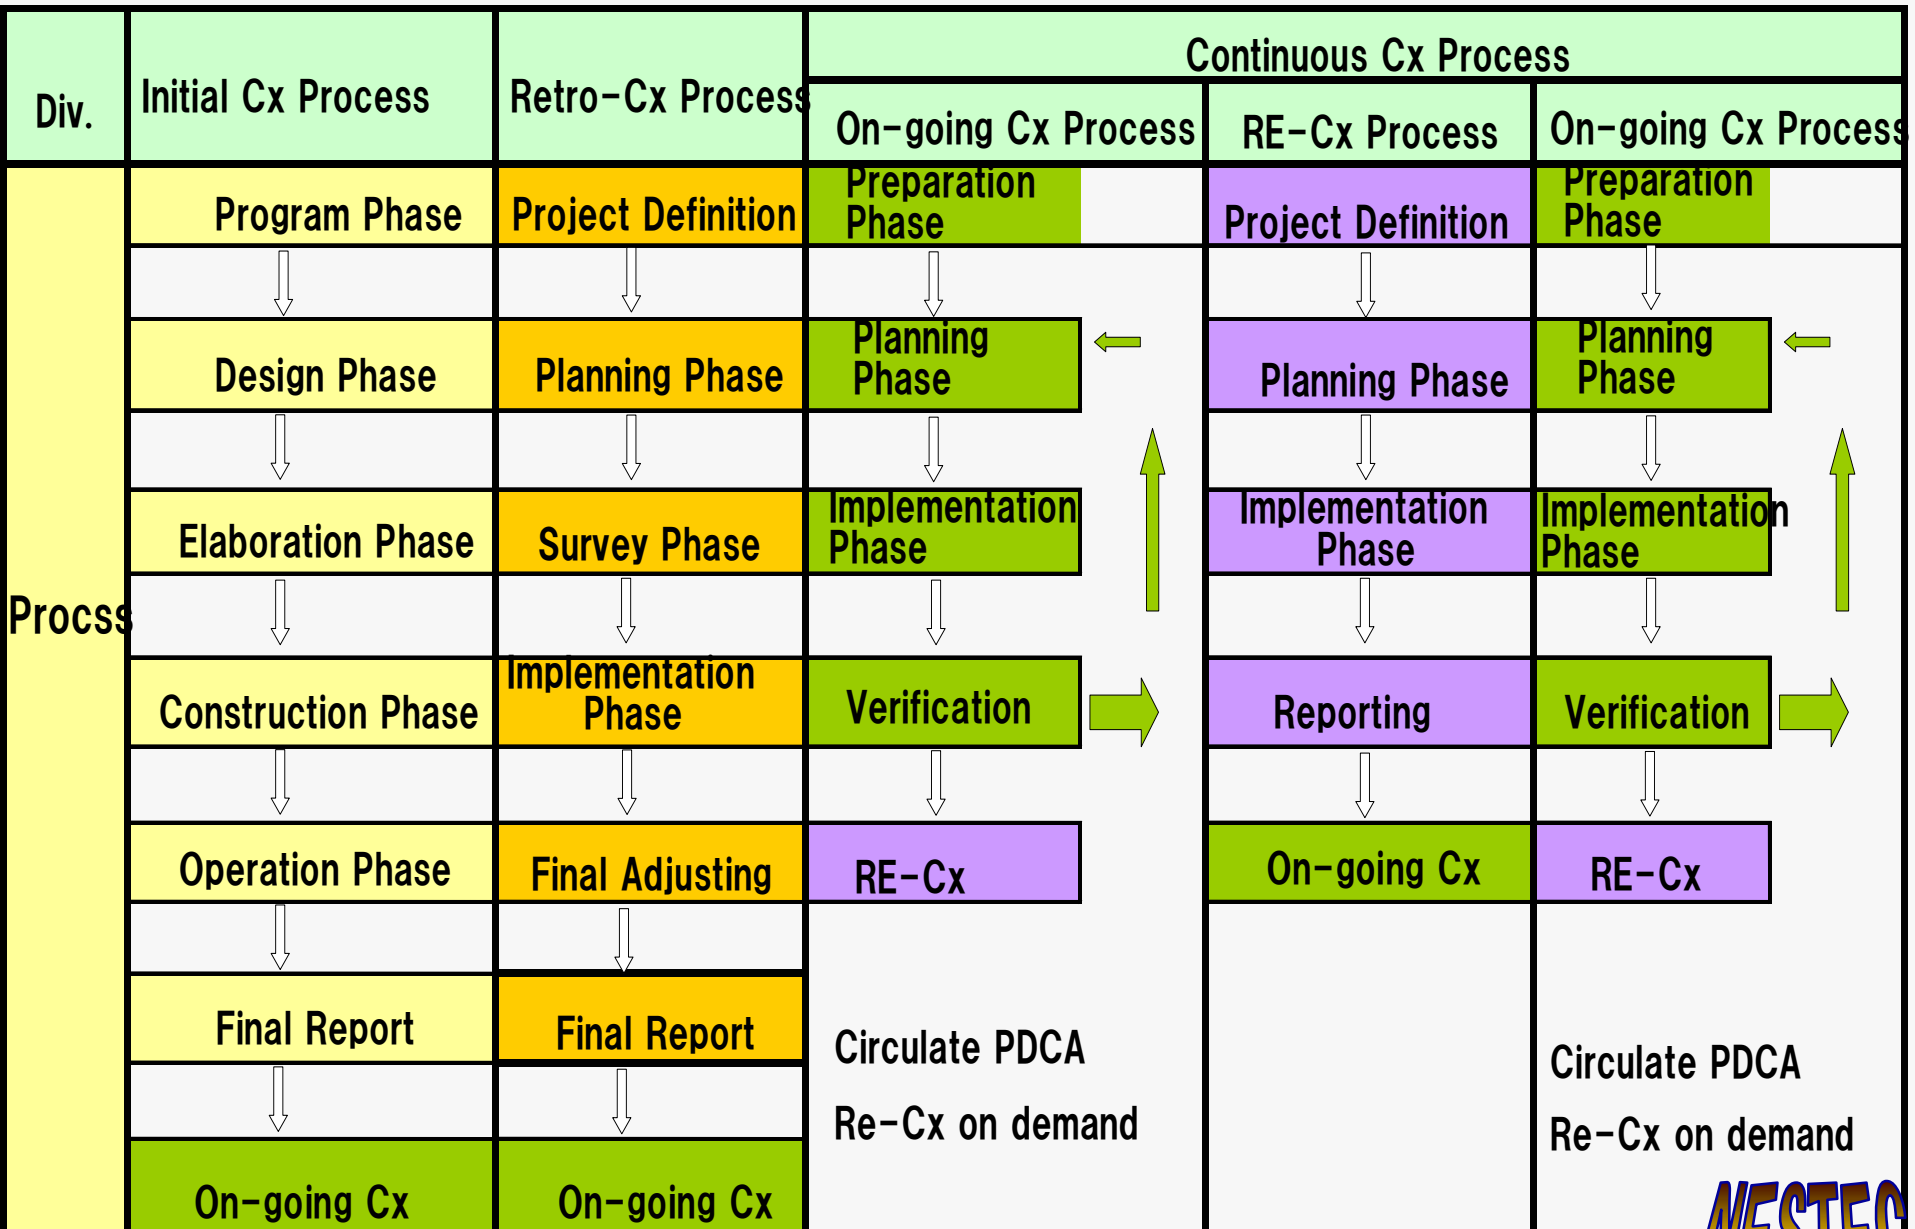 Div.
Initial Cx Process
Retro-Cx Process
Continuous Cx Process
On-going Cx Process
RE-Cx Process
On-going Cx Process
Procss
Program Phase
Project Definition
Preparation
Phase
Project Definition
Preparation
Phase
Design Phase
Planning Phase
Planning
Phase
Planning Phase
Planning
Phase
Elaboration Phase
Survey Phase
Implementation
Phase
Implementation
Phase
Implementation
Phase
Construction Phase
Implementation
Phase
Verification
Reporting
Verification
Operation Phase
Final Adjusting
RE-Cx
On-going Cx
RE-Cx
Final Report
Final Report
Circulate PDCA
Re-Cx on demand
Circulate PDCA
Re-Cx on demand
On-going Cx
On-going Cx
NESTEC